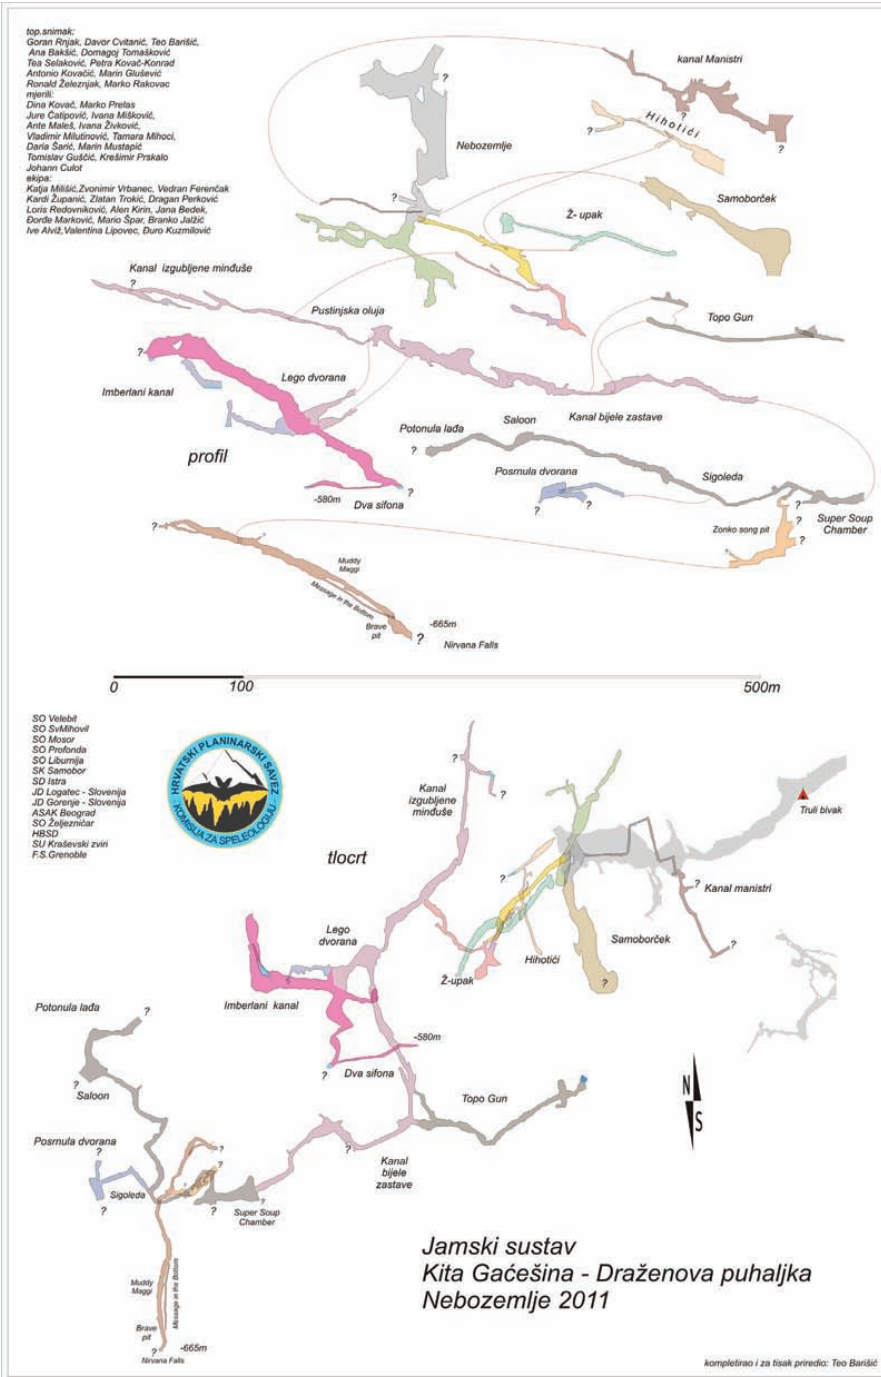 top.snimak:
Goran Rnjak, Davor Cvitanić, Teo Barišić,
Ana Bakšić, Domagoj Tomašković
Tea Selaković, Petra Kovač-Konrad
Antonio Kovačić, Marin Glušević
Ronald Železnjak, Marko Rakovac
mjerili:
Dina Kovač, Marko Prelas
Jure Čatipović, Ivana Mišković,
Ante Maleš, Ivana Živković,
Vladimir Milutinović, Tamara Mihoci,
Daria Šarić, Marin Mustapić
Tomislav Guščić, Krešimir Prskalo
Johann Culot
ekipa:
Katja Milišić,Zvonimir Vrbanec, Vedran Ferenčak
Kardi Županić, Zlatan Trokić, Dragan Perković
Loris Redovniković, Alen Kirin, Jana Bedek,
Đorđe Marković, Mario Špar, Branko Jalžić
Ive Alviž,Valentina Lipovec, Đuro Kuzmilović
?
kanal Manistri
?
?
Nebozemlje
?
Hihotići
?
Samoborček
?
Ž- upak
?
Kanal izgubljene minđuše
?
Pustinjska oluja
Topo Gun
?
Imberlani kanal
Lego dvorana
Kanal bijele zastave
profil
Potonula lađa
?
Saloon
Posrnula dvorana
?
?
Sigoleda
-580m
?
Dva sifona
?
?
?
Zonko song pit
Super Soup
Chamber
?
Muddy
Maggi
Message in the Bottom
Brave
pit
-665m
?
Nirvana Falls
0
100
500m
SO Velebit
SO SvMihovil
SO Mosor
SO Profonda
SO Liburnija
SK Samobor
SD Istra
JD Logatec - Slovenija
JD Gorenje - Slovenija
ASAK Beograd
SO Željezničar
HBSD
SU Kraševski zviri
F.S.Grenoble
HRVATSKI PLANINARSKI SAVEZ
KOMISIJA ZA SPELEOLOGIJU
tlocrt
?
?
Kanal
izgubljene
minđuše
Truli bivak
?
?
Kanal manistri
?
Lego
dvorana
Samoborček
?
Hihotići
Ž-upak
?
Imberlani kanal
Potonula lađa
?
-580m
?
Dva sifona
?
Saloon
Topo Gun
N
S
Posrnula dvorana
?
?
?
?
Kanal
bijele
zastave
Sigoleda
?
?
?
Super Soup
Chamber
Muddy
Maggi
Message in the Bottom
Brave
pit
?
-665m
Nirvana Falls
Jamski sustav
Kita Gaćešina - Draženova puhaljka
Nebozemlje 2011
kompletirao i za tisak priredio: Teo Barišić